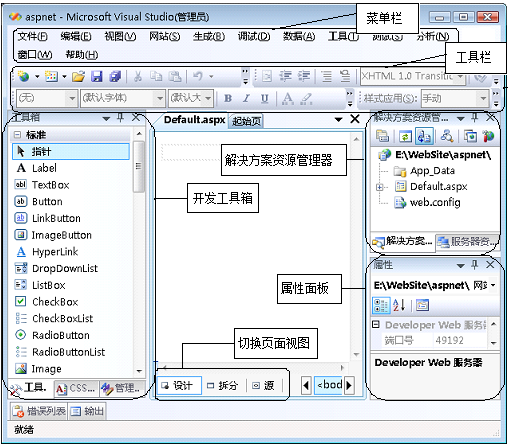 aspnet - Microsoft Visual Studio(管理员)
菜单栏
文件(F) 编辑(E) 视图(V) 网站(S) 生成(B) 调试(D) 数据(A) 工具(T) 测试(S) 分析(N)
窗口(W) 帮助(H)
工具栏
XHTML 1.0 Transitic
(无) (默认字体) (默认大 B I U A 样式应用(S): 手动
工具箱
标准
指针
Label
TextBox
Button
LinkButton
ImageButton
HyperLink
DropDownList
ListBox
CheckBox
CheckBoxList
RadioButton
RadioButtonList
Image
工具. CSS... 管理..
Default.aspx 起始页
解决方案资源管理器
开发工具箱
属性面板
切换页面视图
设计 拆分 源 <bod
解决方案资源管...
E:\WebSite\aspnet\
App_Data
Default.aspx
web.config
解决方案... 服务器资...
属性
E:\WebSite\aspnet\ 网站
Developer Web 服务器
端口号 49192
Developer Web 服务器
错误列表 输出
就绪